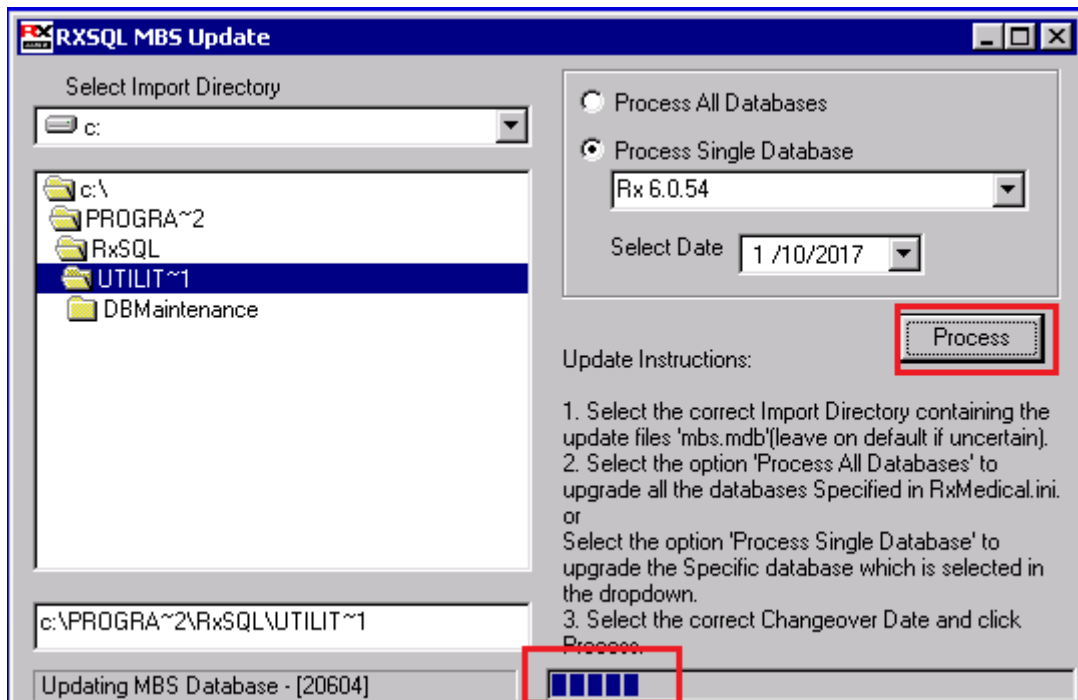 RX
RXSQL MBS Update
Select Import Directory
c:
c:\
PROGRA~2
RxSQL
UTILIT~1
DBMaintenance
c:\PROGRA~2\RxSQL\UTILIT~1
Updating MBS Database - [20604]
Process All Databases
Process Single Database
Rx 6.0.54
Select Date
1 /10/2017
Process
Update Instructions:
1. Select the correct Import Directory containing the
update files 'mbs.mdb'(leave on default if uncertain).
2. Select the option 'Process All Databases' to
upgrade all the databases Specified in RxMedical.ini.
or
Select the option 'Process Single Database' to
upgrade the Specific database which is selected in
the dropdown.
3. Select the correct Changeover Date and click
Process.